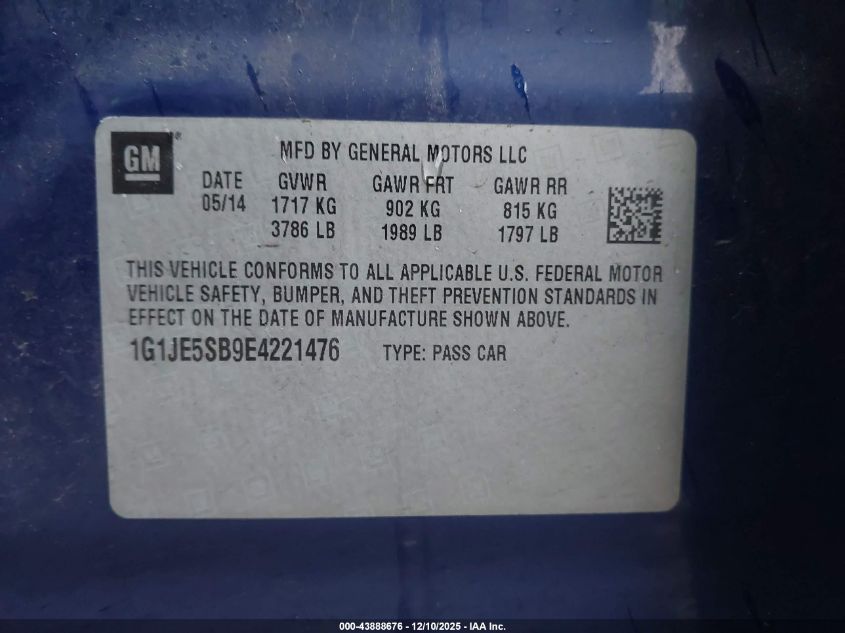 GM
MFD BY GENERAL MOTORS LLC
DATE GVWR GAWR FRT GAWR RR
05/14 1717 KG 902 KG 815 KG
3786 LB 1989 LB 1797 LB
THIS VEHICLE CONFORMS TO ALL APPLICABLE U.S. FEDERAL MOTOR
VEHICLE SAFETY, BUMPER, AND THEFT PREVENTION STANDARDS IN
EFFECT ON THE DATE OF MANUFACTURE SHOWN ABOVE.
1G1JE5SB9E4221476 TYPE: PASS CAR
000-43888676 - 12/10/2025 - IAA Inc.